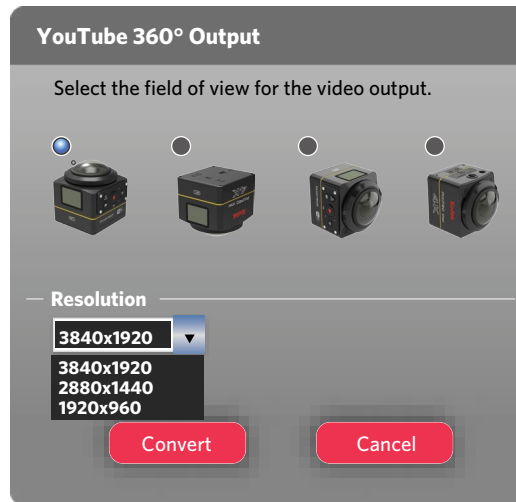 YouTube 360° Output
Select the field of view for the video output.
Resolution
3840x1920
3840x1920
2880x1440
1920x960
Convert
Cancel